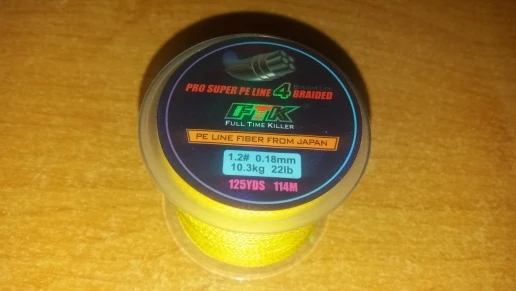 PRO SUPER PE LINE 4 BRAIDED
FTK
FULL TIME KILLER
PE LINE FIBER FROM JAPAN
1.2# 0.18mm
10.3kg 22lb
125YDS 114M